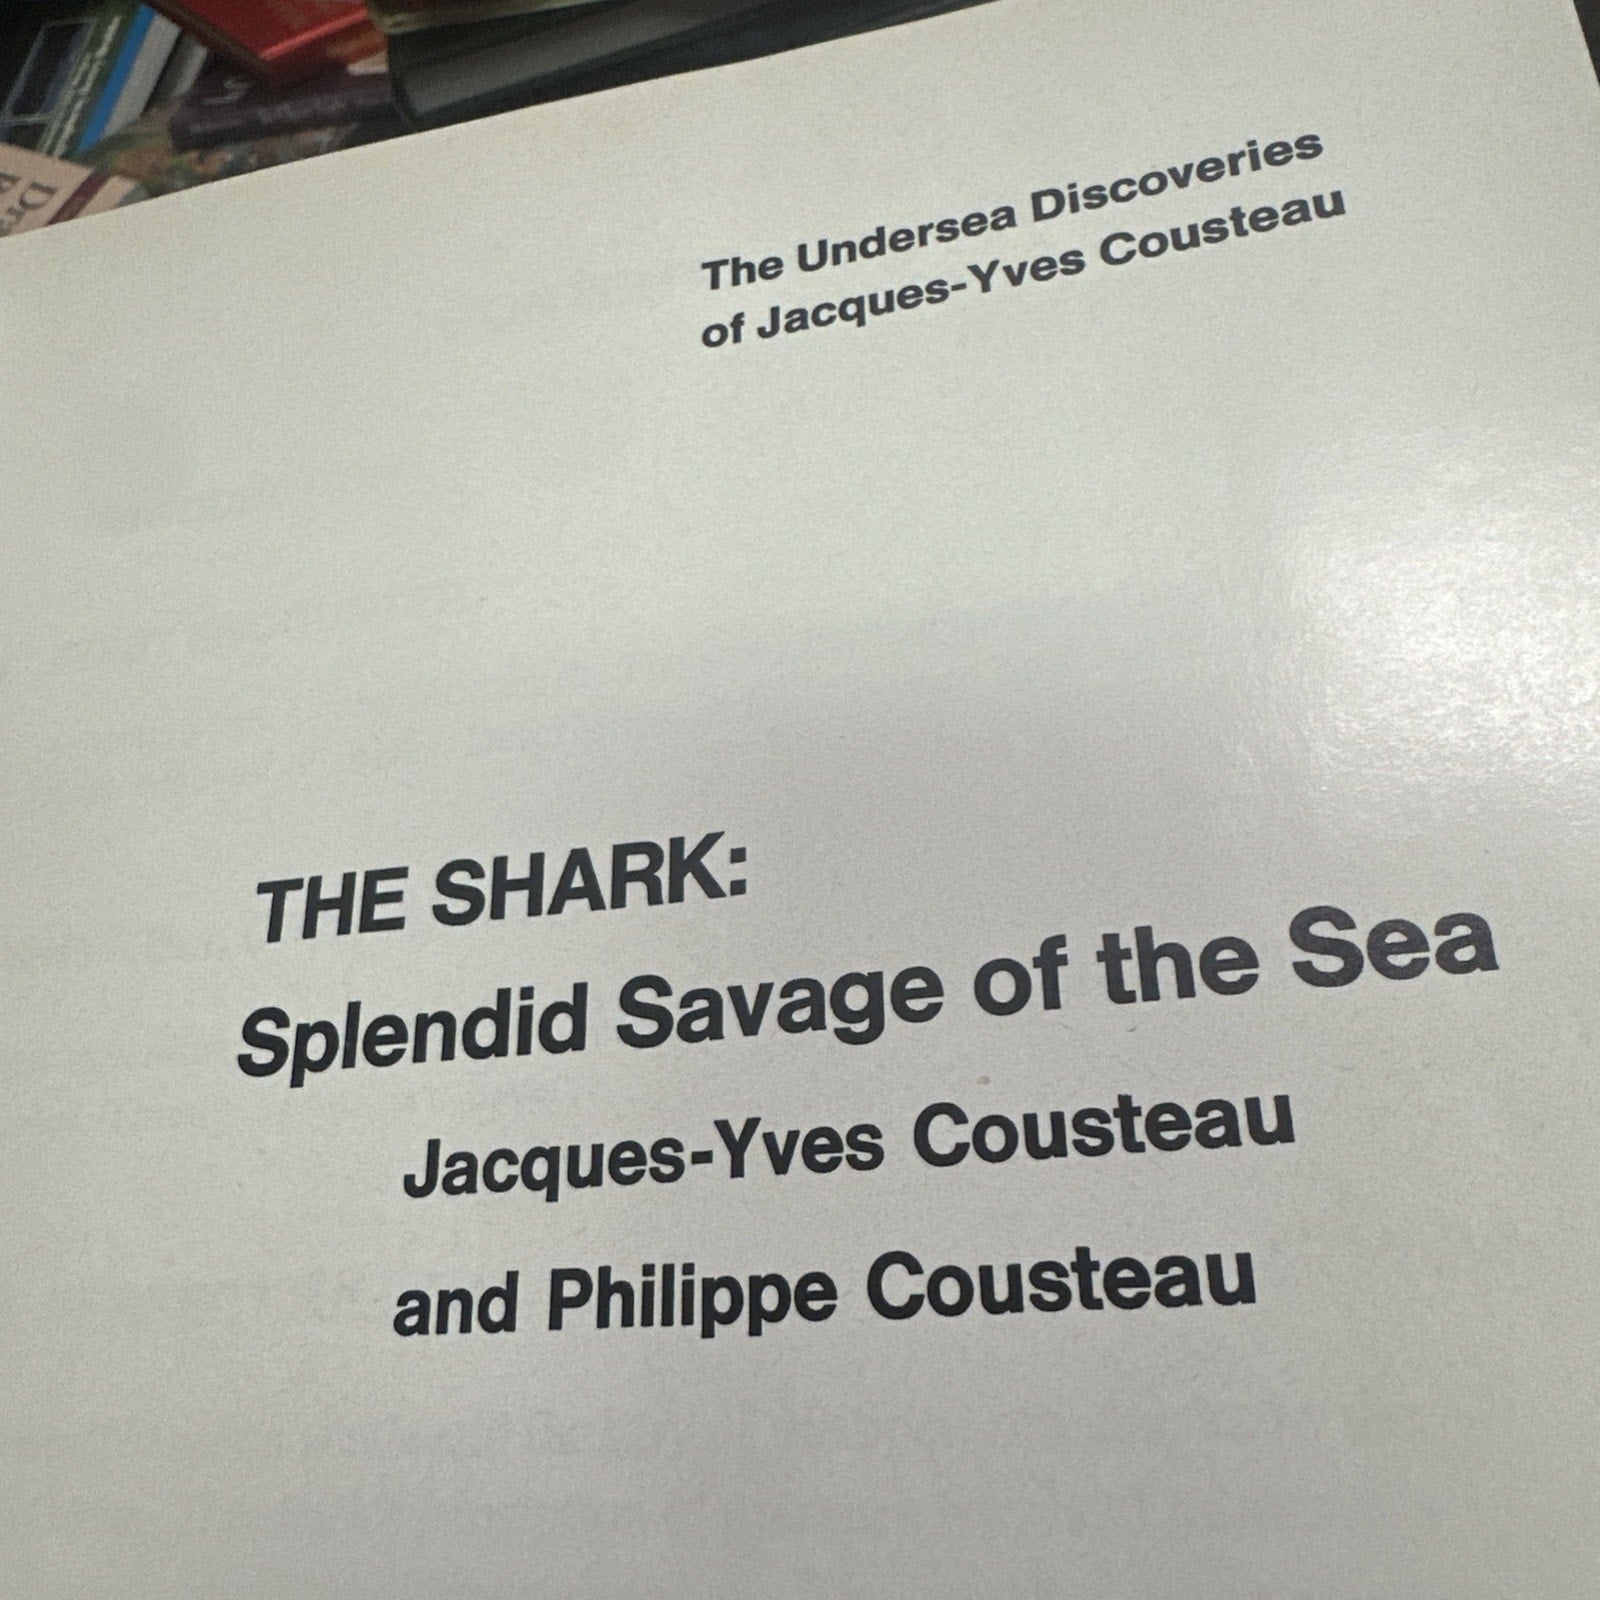 The Undersea Discoveries
of Jacques-Yves Cousteau
THE SHARK:
Splendid Savage of the Sea
Jacques-Yves Cousteau
and Philippe Cousteau